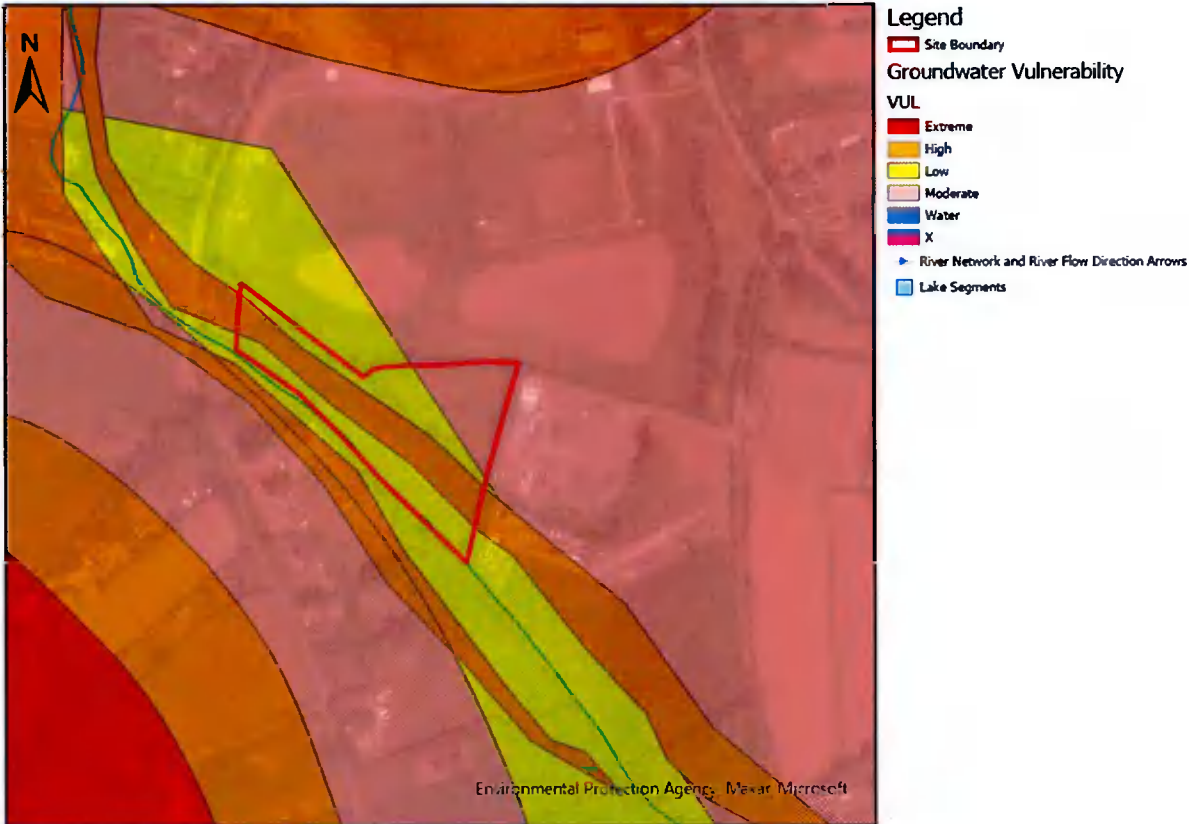 N
Legend
Site Boundary
Groundwater Vulnerability
VUL
Extreme
High
Low
Moderate
Water
X
River Network and River Flow Direction Arrows
Lake Segments
Environmental Protection Agency, Maxar, Microsoft